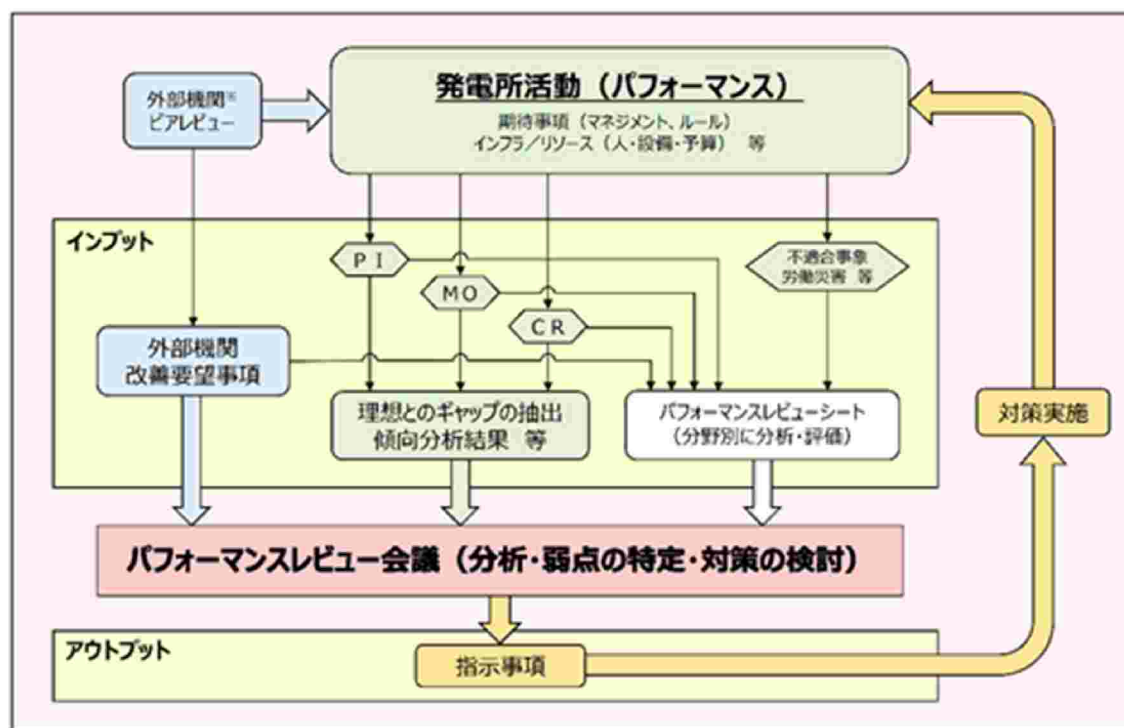 発電所活動（パフォーマンス）
期待事項（マネジメント、ルール）
インフラ／リソース（人・設備・予算） 等
外部機関※
ピアレビュー
インプット
ＰＩ
ＭＯ
ＣＲ
不適合事象
労働災害 等
外部機関
改善要望事項
理想とのギャップの抽出
傾向分析結果 等
パフォーマンスレビューシート
（分野別に分析・評価）
対策実施
パフォーマンスレビュー会議（分析・弱点の特定・対策の検討）
アウトプット
指示事項